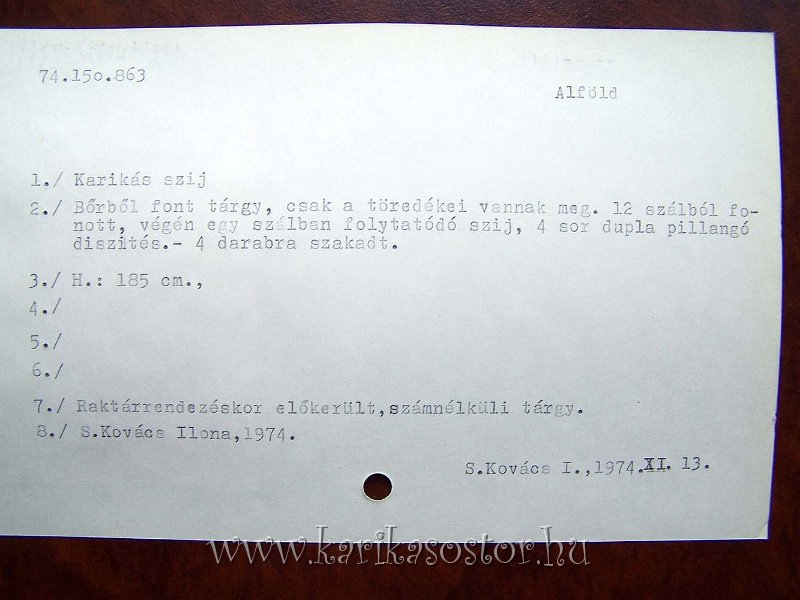 74.15o.863
Alföld
1./ Karikás szij
2./ Bőrből font tárgy, csak a töredékei vannak meg. 12 szálból fo-
nott, végén egy szálban folytatódó szij, 4 sor dupla pillangó
diszités.- 4 darabra szakadt.
3./ H.: 185 cm.,
4./
5./
6./
7./ Raktárrendezéskor előkerült,számnélküli tárgy.
8./ S.Kovács Ilona,1974.
S.Kovács I.,1974.XI. 13.
www.karikasostor.hu